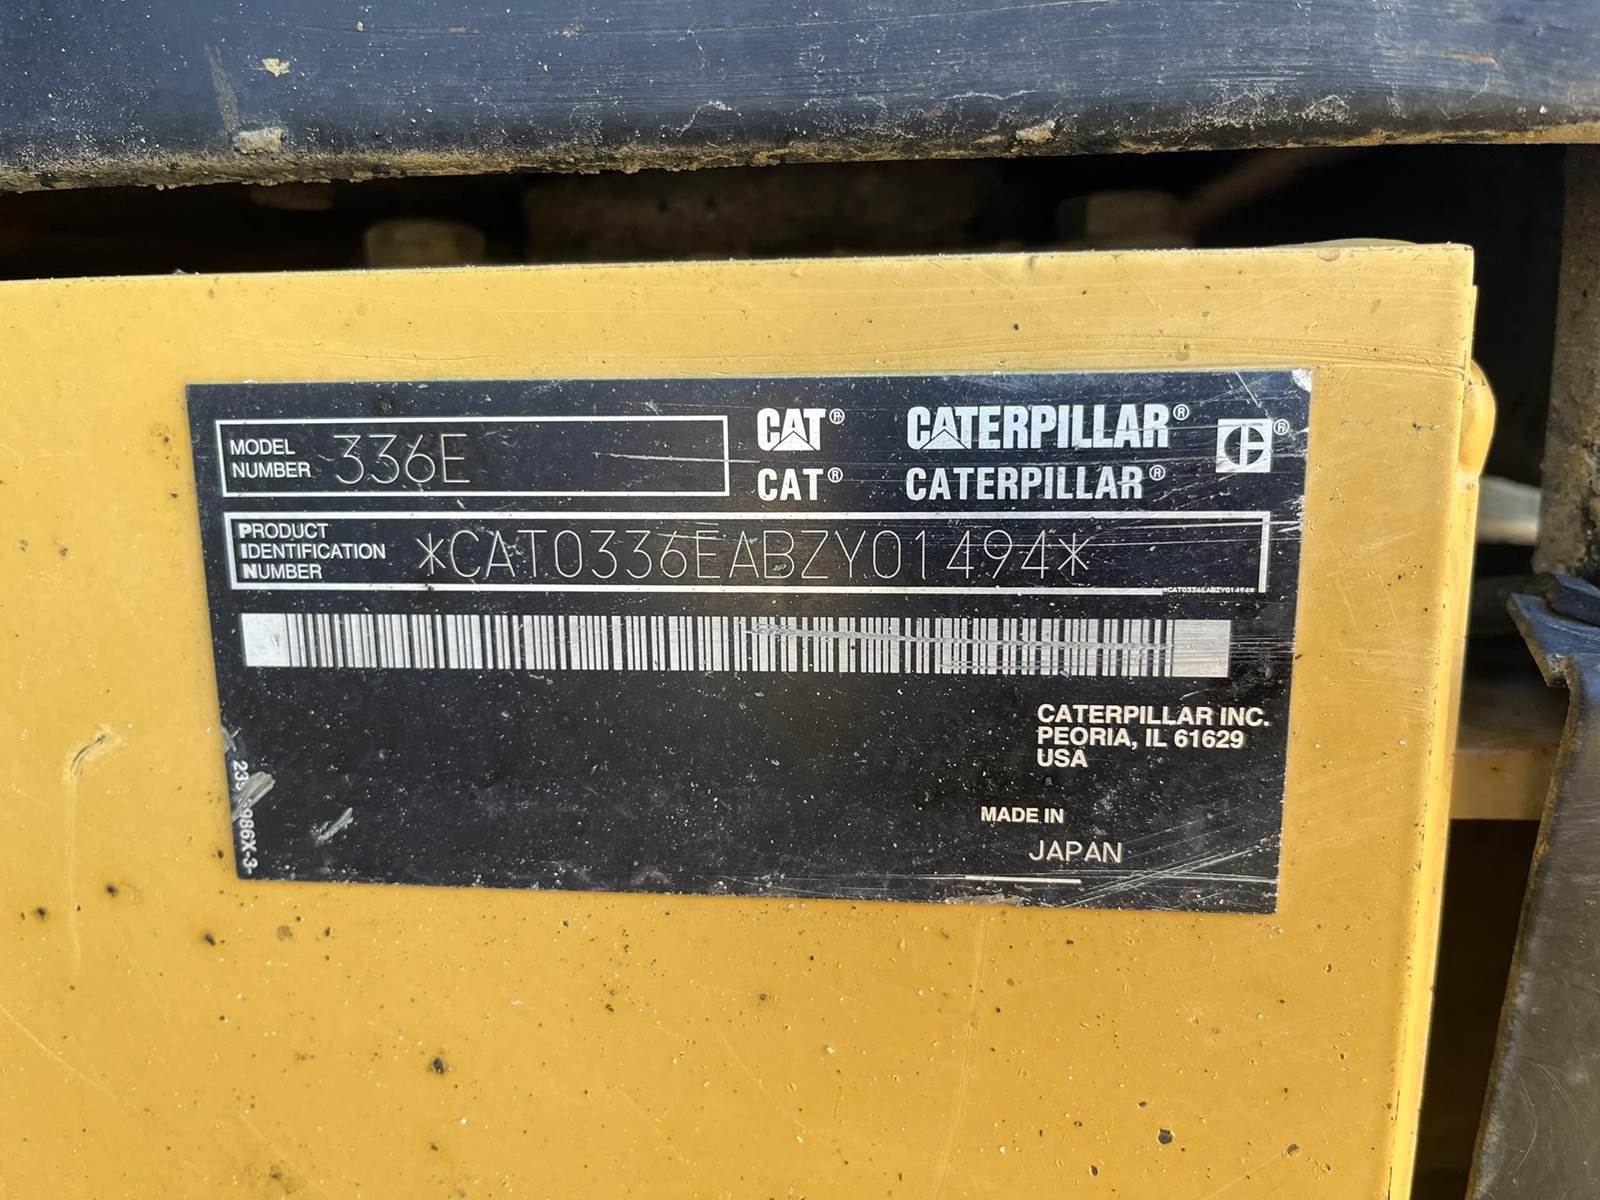 MODEL
NUMBER 336E
CAT® CATERPILLAR® ®
CAT® CATERPILLAR®
PRODUCT
IDENTIFICATION
NUMBER
*CAT0336EABZY01494*
*CAT0336EABZY01494*
CATERPILLAR INC.
PEORIA, IL 61629
USA
MADE IN
JAPAN